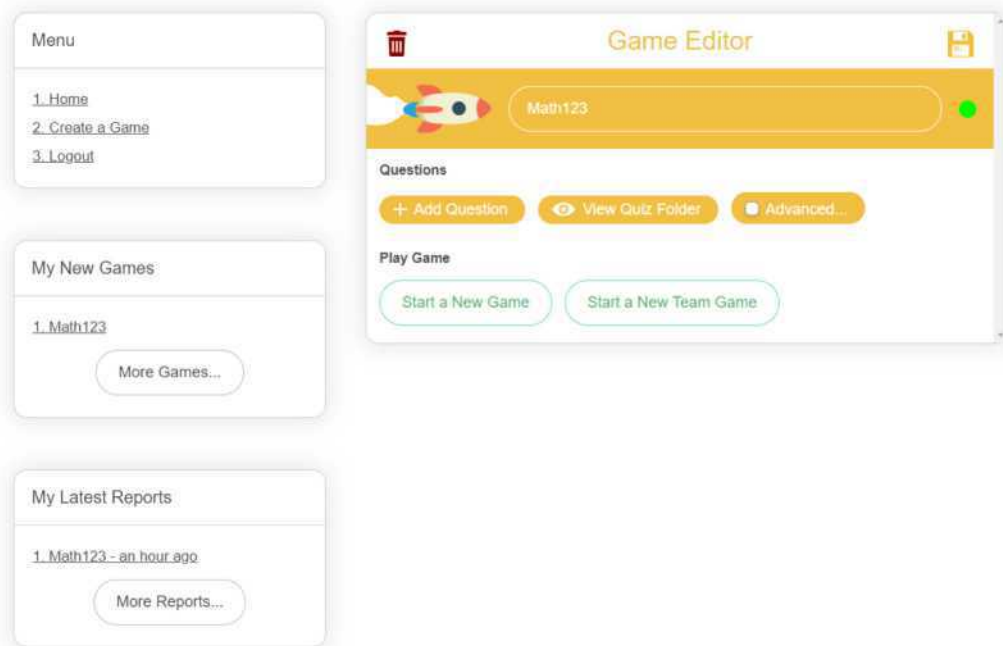 Menu
1. Home
2. Create a Game
3. Logout
My New Games
1. Math123
More Games...
My Latest Reports
1. Math123 - an hour ago
More Reports...
Game Editor
Math123
Questions
+ Add Question
View Quiz Folder
Advanced...
Play Game
Start a New Game
Start a New Team Game